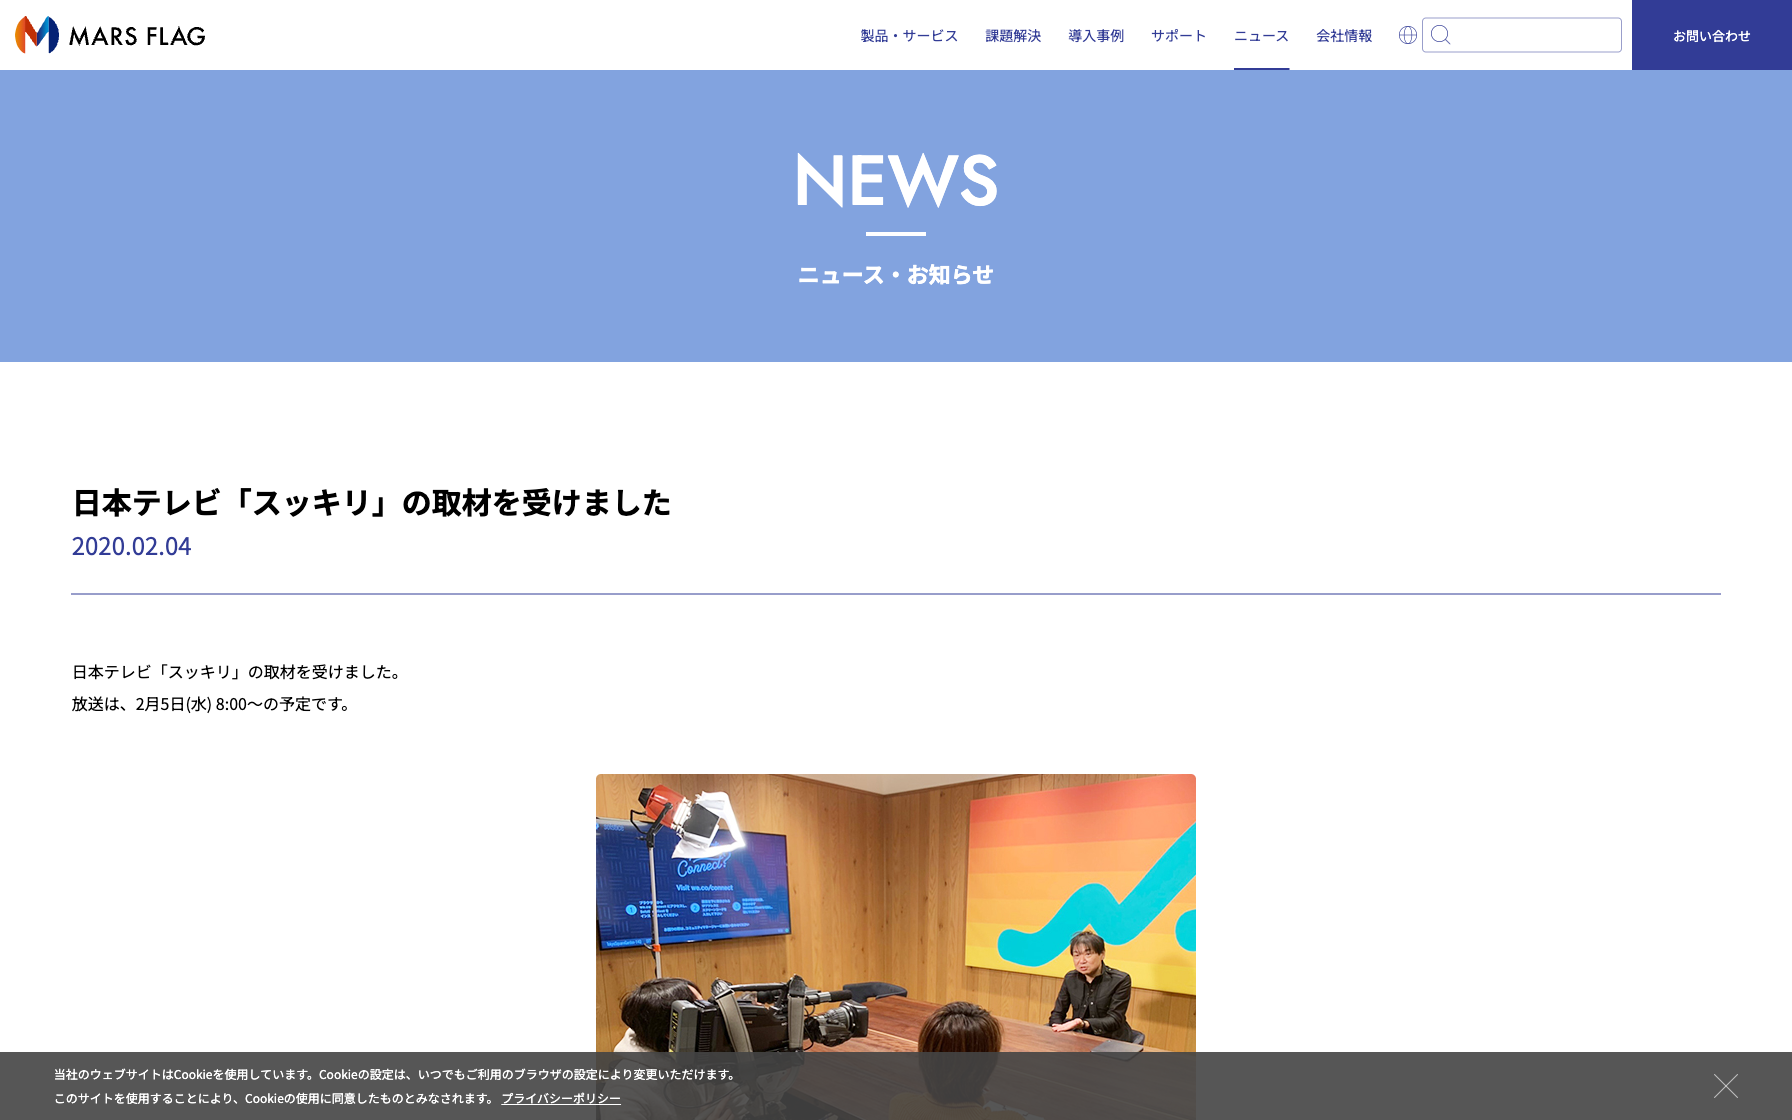 MARS FLAG
製品・サービス
課題解決
導入事例
サポート
ニュース
会社情報
お問い合わせ
NEWS
ニュース・お知らせ
日本テレビ「スッキリ」の取材を受けました
2020.02.04
日本テレビ「スッキリ」の取材を受けました。
放送は、2月5日(水) 8:00〜の予定です。
Connect?
Visit we.co/connect
1
2
3
当社のウェブサイトはCookieを使用しています。Cookieの設定は、いつでもご利用のブラウザの設定により変更いただけます。
このサイトを使用することにより、Cookieの使用に同意したものとみなされます。 プライバシーポリシー